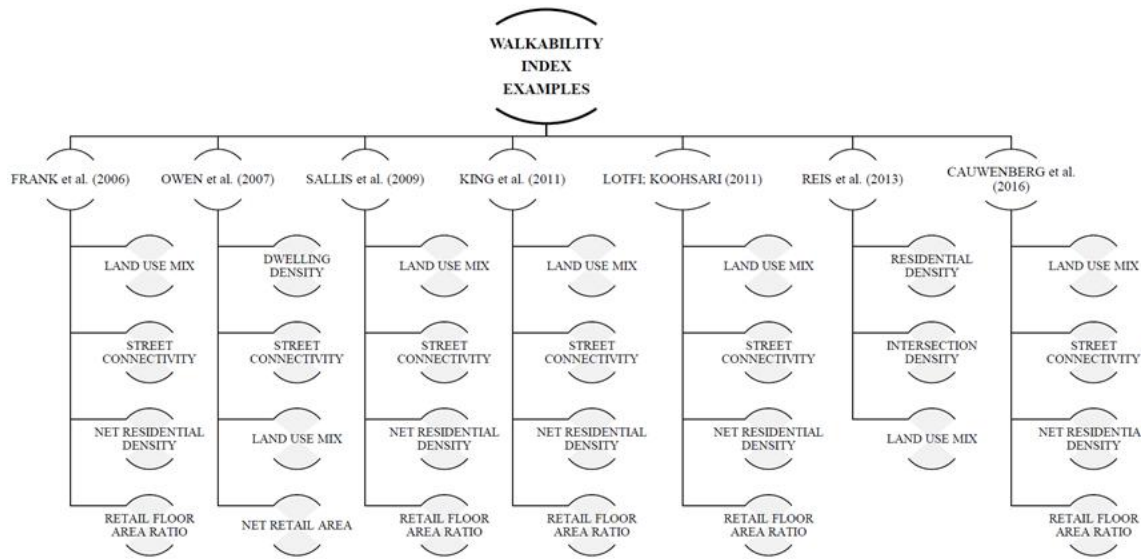 WALKABILITY
INDEX
EXAMPLES
FRANK et al. (2006)
OWEN et al. (2007)
SALLIS et al. (2009)
KING et al. (2011)
LOTFI; KOOHSARI (2011)
REIS et al. (2013)
CAUWENBERG et al.
(2016)
LAND USE MIX
STREET
CONNECTIVITY
NET RESIDENTIAL
DENSITY
RETAIL FLOOR
AREA RATIO
DWELLING
DENSITY
STREET
CONNECTIVITY
LAND USE MIX
NET RETAIL AREA
LAND USE MIX
STREET
CONNECTIVITY
NET RESIDENTIAL
DENSITY
RETAIL FLOOR
AREA RATIO
LAND USE MIX
STREET
CONNECTIVITY
NET RESIDENTIAL
DENSITY
RETAIL FLOOR
AREA RATIO
LAND USE MIX
STREET
CONNECTIVITY
NET RESIDENTIAL
DENSITY
RETAIL FLOOR
AREA RATIO
RESIDENTIAL
DENSITY
INTERSECTION
DENSITY
LAND USE MIX
LAND USE MIX
STREET
CONNECTIVITY
NET RESIDENTIAL
DENSITY
RETAIL FLOOR
AREA RATIO